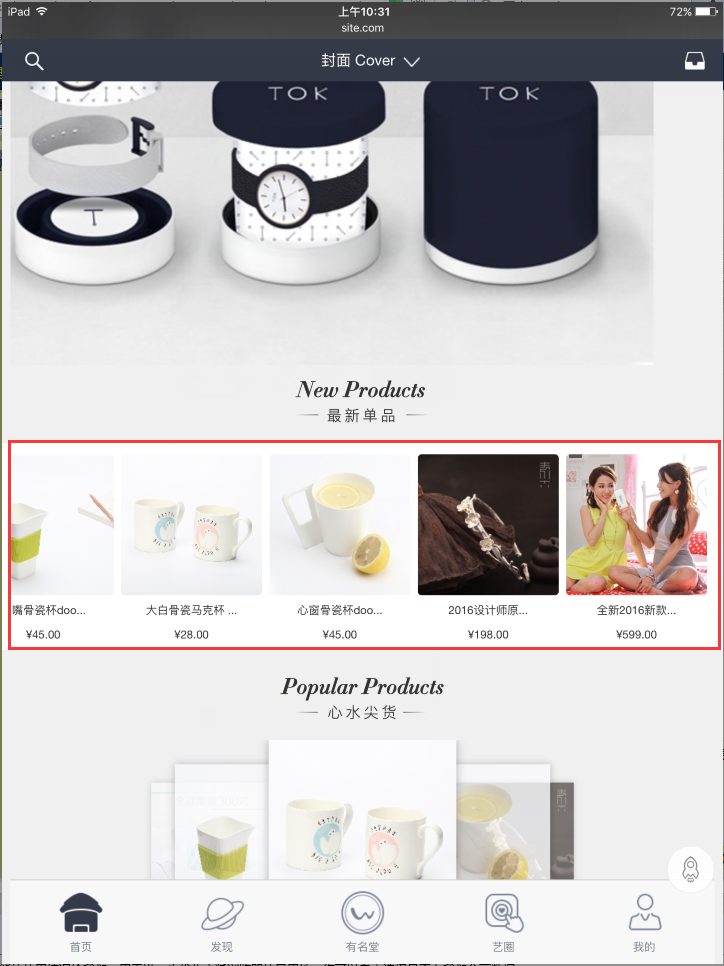 iPad 上午10:31 72%
site.com
封面 Cover
TOK TOK
T
New Products
最新单品
嘴骨瓷杯doo... 大白骨瓷马克杯 ... 心窗骨瓷杯doo... 2016设计师原... 全新2016新款...
¥45.00 ¥28.00 ¥45.00 ¥198.00 ¥599.00
Popular Products
心水尖货
首页 发现 有名堂 艺圈 我的